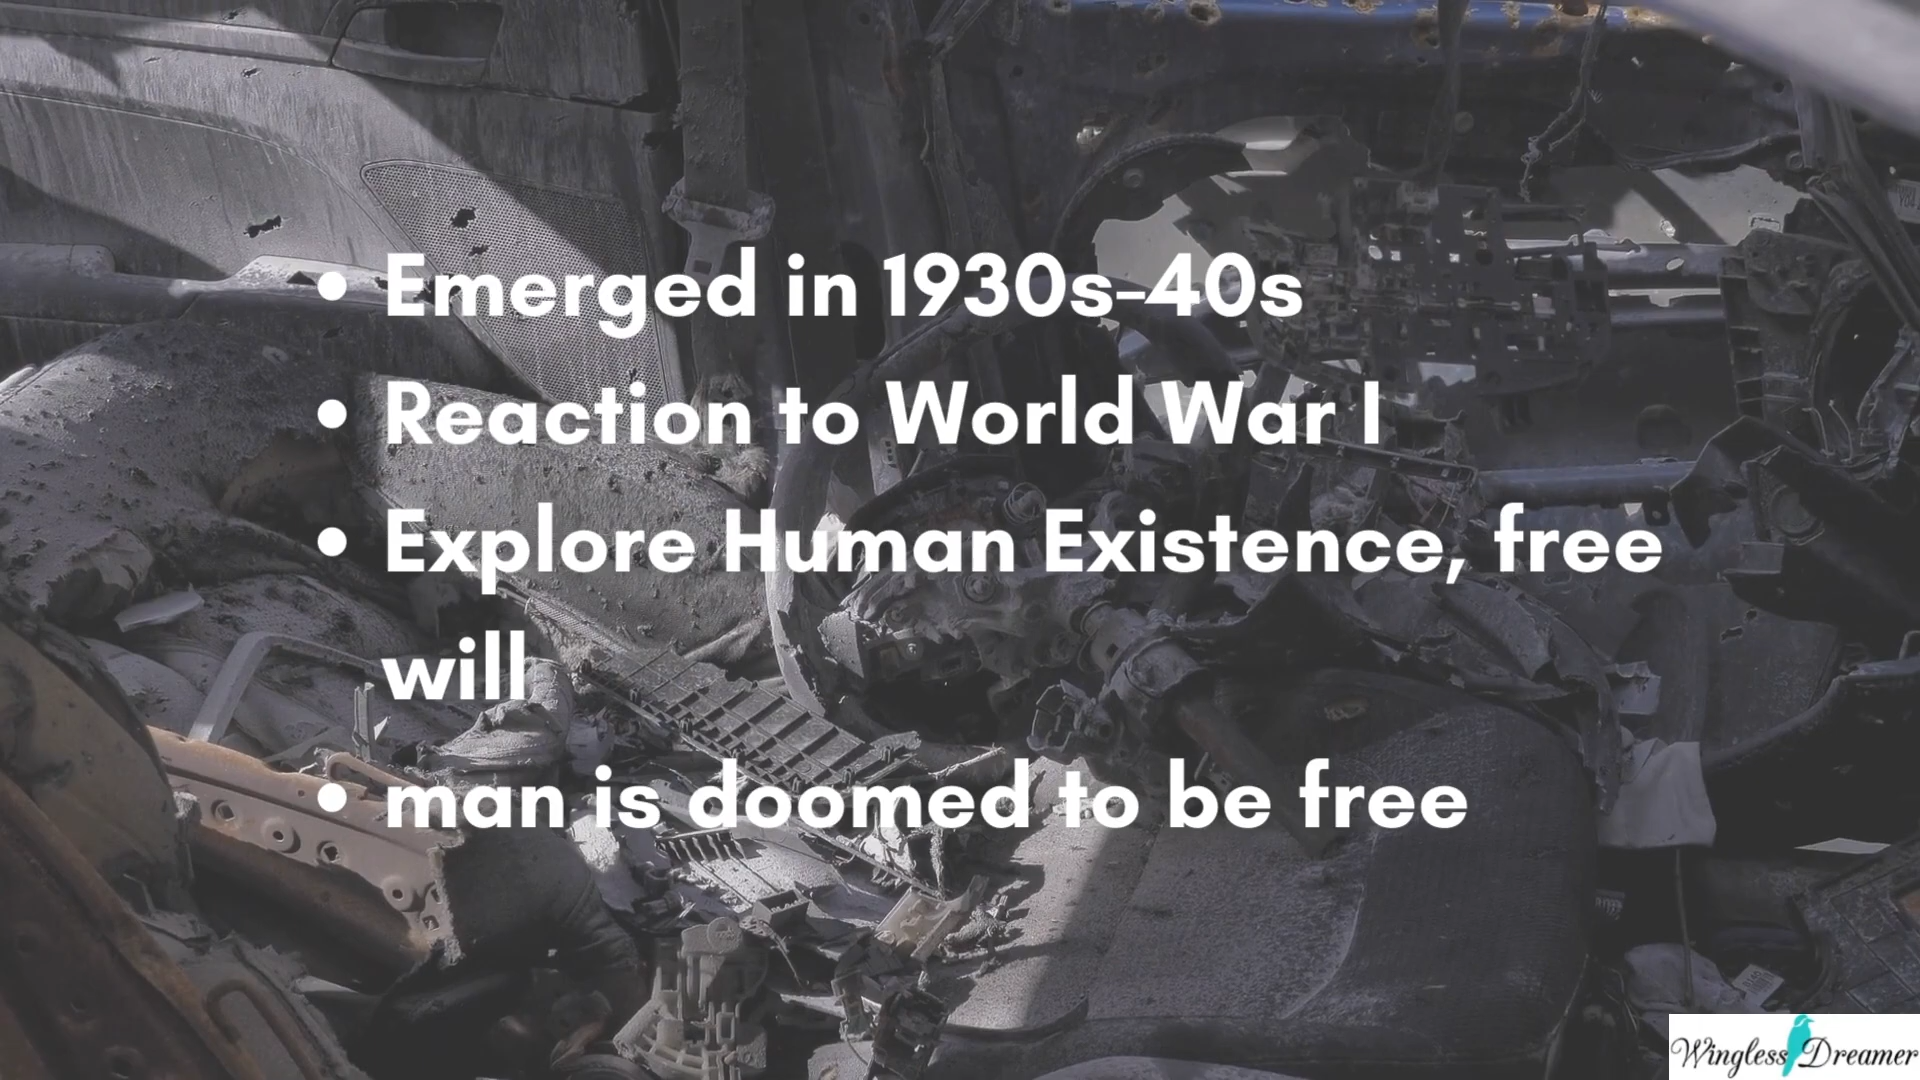 • Emerged in 1930s-40s
• Reaction to World War I
• Explore Human Existence, free
will
• man is doomed to be free
Wingless Dreamer